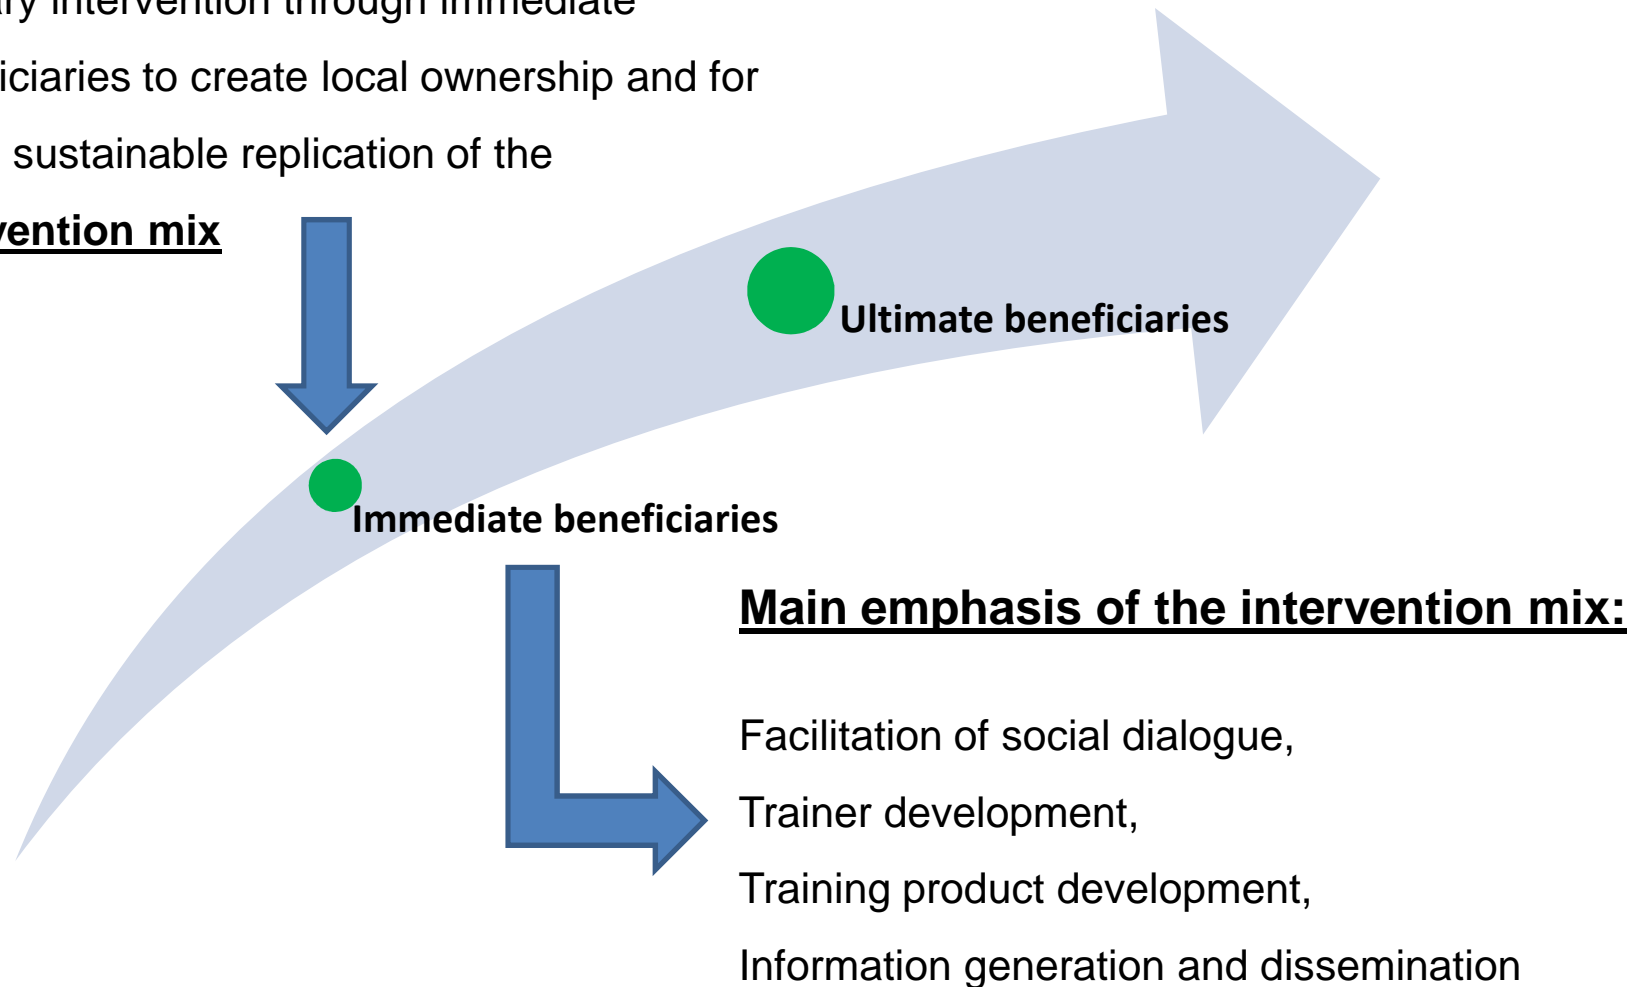 ary intervention through immediate
iciaries to create local ownership and for
sustainable replication of the
vention mix
Ultimate beneficiaries
Immediate beneficiaries
Main emphasis of the intervention mix:
Facilitation of social dialogue,
Trainer development,
Training product development,
Information generation and dissemination